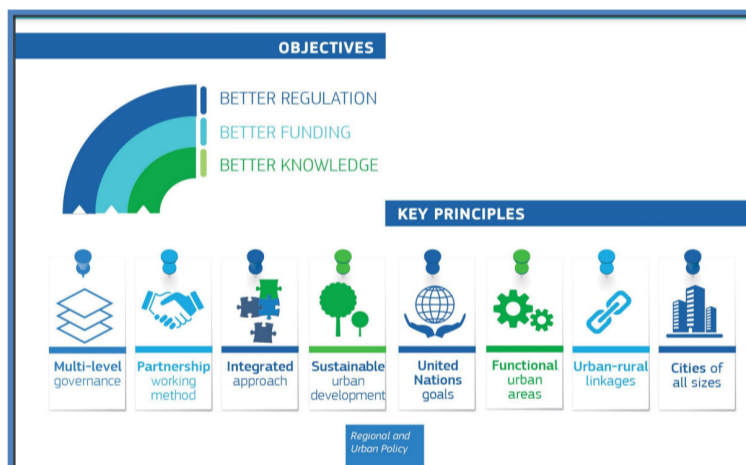 OBJECTIVES
BETTER REGULATION
BETTER FUNDING
BETTER KNOWLEDGE
KEY PRINCIPLES
Multi-level
governance
Partnership
working
method
Integrated
approach
Sustainable
urban
development
United
Nations
goals
Functional
urban
areas
Urban-rural
linkages
Cities of
all sizes
Regional and
Urban Policy